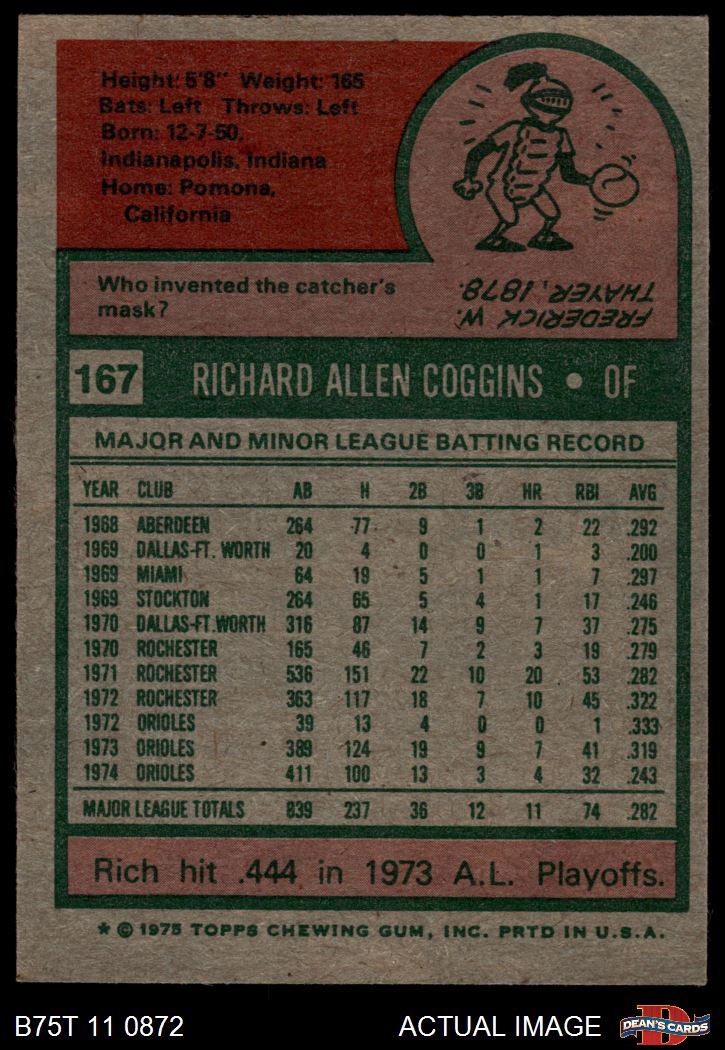 Height: 5'8" Weight: 165
Bats: Left Throws: Left
Born: 12-7-50,
Indianapolis, Indiana
Home: Pomona,
California
Who invented the catcher's
mask?
FREDERICK W.
THAYER, 1878.
167 RICHARD ALLEN COGGINS • OF
MAJOR AND MINOR LEAGUE BATTING RECORD
YEAR CLUB AB H 2B 3B HR RBI AVG
1968 ABERDEEN 264 77 9 1 2 22 .292
1969 DALLAS-FT. WORTH 20 4 0 0 1 3 .200
1969 MIAMI 64 19 5 1 1 7 .297
1969 STOCKTON 264 65 5 4 1 17 .246
1970 DALLAS-FT.WORTH 316 87 14 9 7 37 .275
1970 ROCHESTER 165 46 7 2 3 19 .279
1971 ROCHESTER 536 151 22 10 20 53 .282
1972 ROCHESTER 363 117 18 7 10 45 .322
1972 ORIOLES 39 13 4 0 0 1 .333
1973 ORIOLES 389 124 19 9 7 41 .319
1974 ORIOLES 411 100 13 3 4 32 .243
MAJOR LEAGUE TOTALS 839 237 36 12 11 74 .282
Rich hit .444 in 1973 A.L. Playoffs.
* © 1975 TOPPS CHEWING GUM, INC. PRTD IN U.S.A.
B75T 11 0872 ACTUAL IMAGE D DEAN'S CARDS